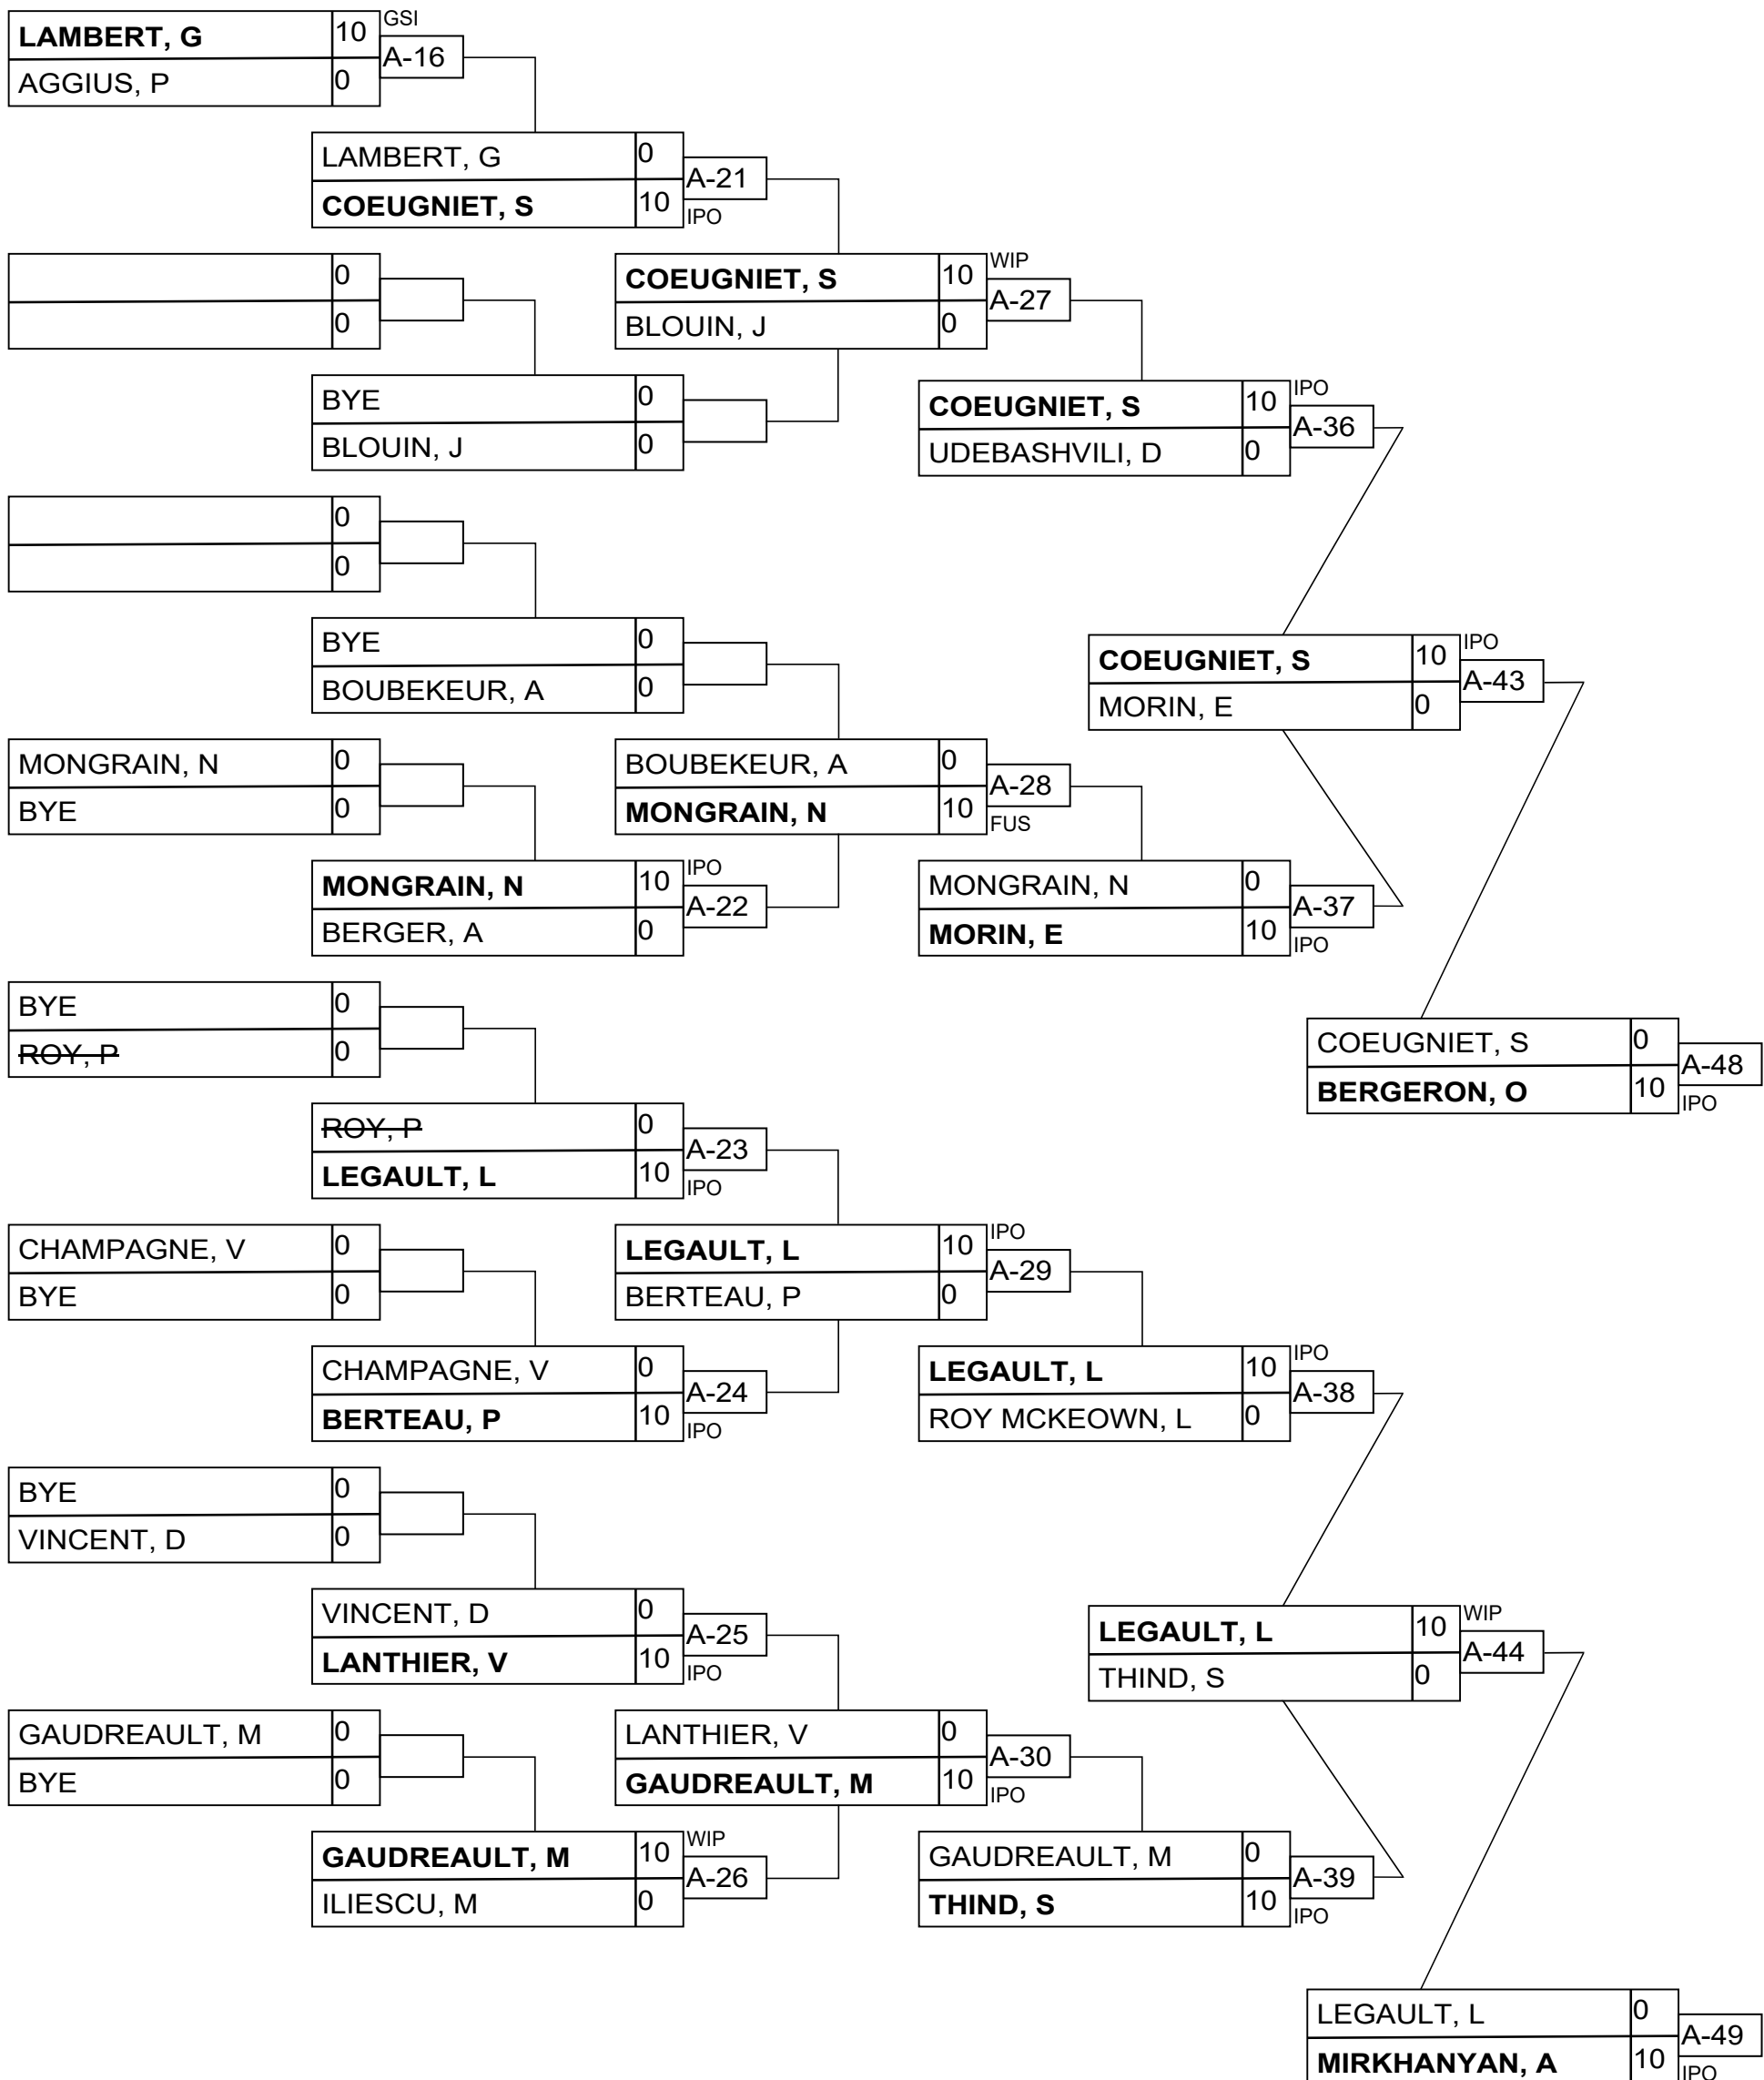 LAMBERT, G 10 GSI
A-16
AGGIUS, P 0
LAMBERT, G 0
A-21
COEUGNIET, S 10 IPO
0
0
COEUGNIET, S 10 WIP
A-27
BLOUIN, J 0
BYE 0
BLOUIN, J 0
COEUGNIET, S 10 IPO
A-36
UDEBASHVILI, D 0
0
0
BYE 0
BOUBEKEUR, A 0
COEUGNIET, S 10 IPO
A-43
MORIN, E 0
MONGRAIN, N 0
BYE 0
BOUBEKEUR, A 0
A-28
MONGRAIN, N 10 FUS
MONGRAIN, N 10 IPO
A-22
BERGER, A 0
MONGRAIN, N 0
A-37
MORIN, E 10 IPO
BYE 0
ROY, P 0
COEUGNIET, S 0
A-48
BERGERON, O 10 IPO
ROY, P 0
A-23
LEGAULT, L 10 IPO
CHAMPAGNE, V 0
BYE 0
LEGAULT, L 10 IPO
A-29
BERTEAU, P 0
CHAMPAGNE, V 0
A-24
BERTEAU, P 10 IPO
LEGAULT, L 10 IPO
A-38
ROY MCKEOWN, L 0
BYE 0
VINCENT, D 0
VINCENT, D 0
A-25
LANTHIER, V 10 IPO
LEGAULT, L 10 WIP
A-44
THIND, S 0
GAUDREAULT, M 0
BYE 0
LANTHIER, V 0
A-30
GAUDREAULT, M 10 IPO
GAUDREAULT, M 10 WIP
A-26
ILIESCU, M 0
GAUDREAULT, M 0
A-39
THIND, S 10 IPO
LEGAULT, L 0
A-49
MIRKHANYAN, A 10 IPO